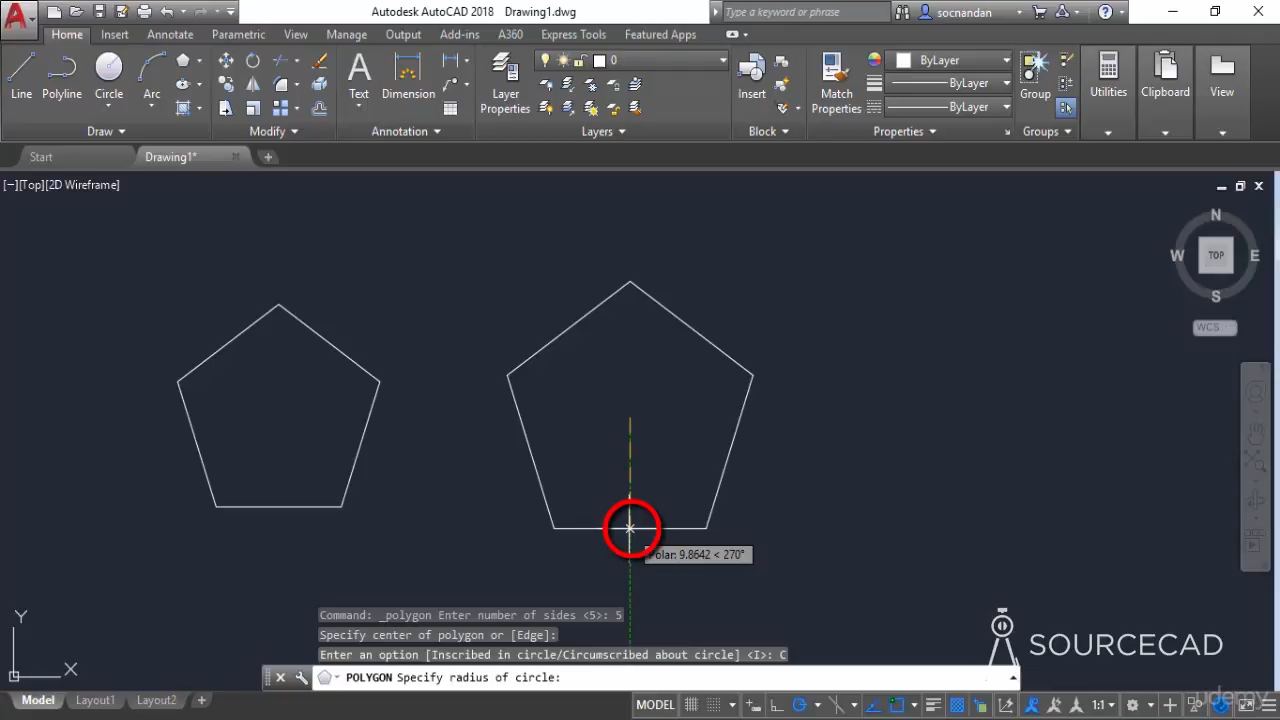 Autodesk AutoCAD 2018 Drawing1.dwg
Type a keyword or phrase
socnandan
Home Insert Annotate Parametric View Manage Output Add-ins A360 Express Tools Featured Apps
Line Polyline Circle Arc
Text Dimension
Layer Properties
0
Insert
Match Properties
ByLayer
ByLayer
ByLayer
Group Utilities Clipboard View
Draw Modify Annotation Layers Block Properties Groups
Start Drawing1*
[−][Top][2D Wireframe]
N
W TOP E
S
WCS
Polar: 9.8642 < 270°
Command: _polygon Enter number of sides <5>: 5
Specify center of polygon or [Edge]:
Enter an option [Inscribed in circle/Circumscribed about circle] <I>: C
POLYGON Specify radius of circle:
Y
X
SOURCECAD
Model Layout1 Layout2
MODEL 1:1
udemy